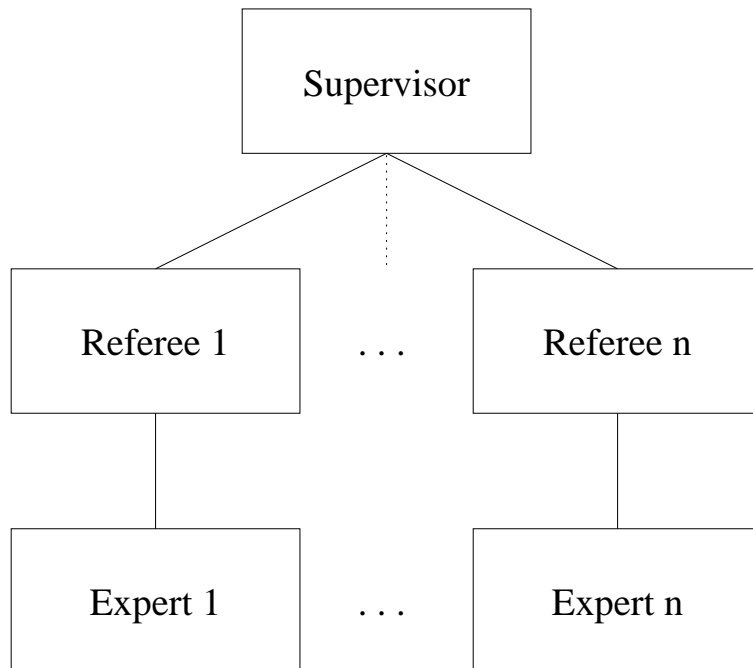 Supervisor
Referee 1
. . .
Referee n
Expert 1
. . .
Expert n